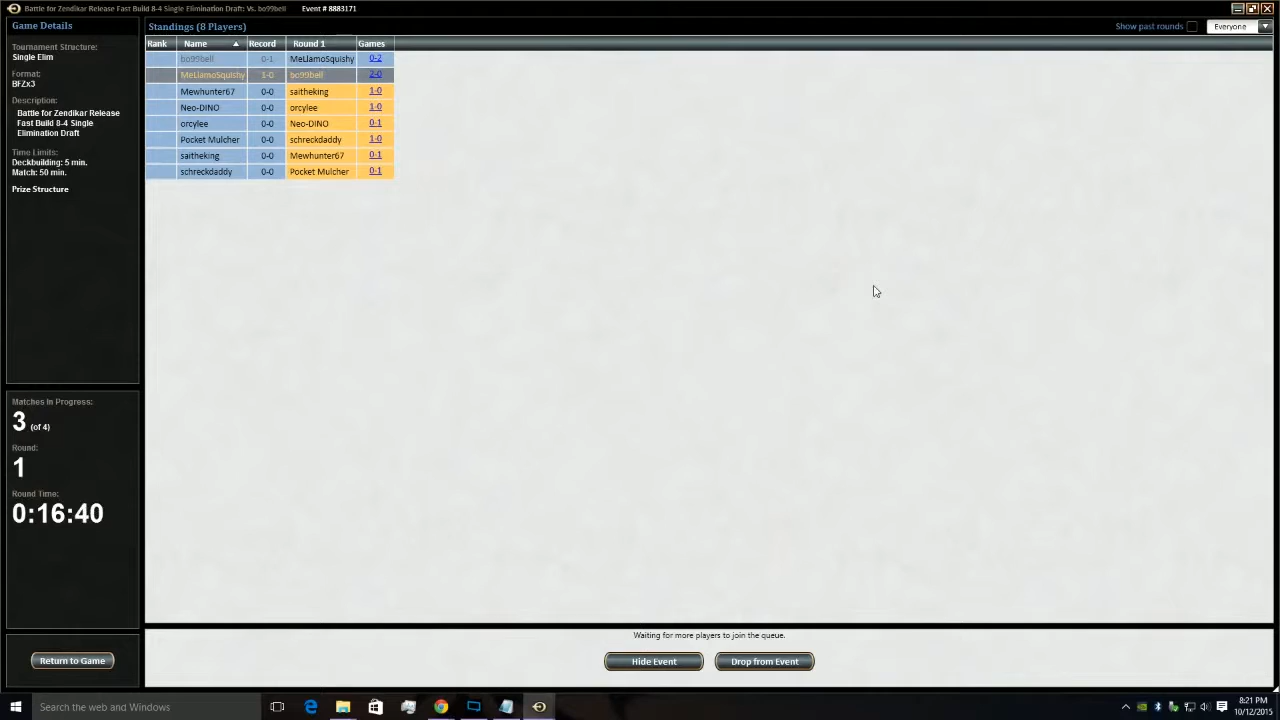 Battle for Zendikar Release Fast Build 8-4 Single Elimination Draft: Vs. bo99bell Event # 8883171
Game Details
Tournament Structure:
Single Elim
Format:
BFZx3
Description:
Battle for Zendikar Release
Fast Build 8-4 Single
Elimination Draft
Time Limits:
Deckbuilding: 5 min.
Match: 50 min.
Prize Structure
Matches In Progress:
3 (of 4)
Round:
1
Round Time:
0:16:40
Return to Game
Standings (8 Players)
Show past rounds Everyone
Rank Name Record Round 1 Games
bo99bell 0-1 MeLlamoSquishy 0-2
MeLlamoSquishy 1-0 bo99bell 2-0
Mewhunter67 0-0 saitheking 1-0
Neo-DINO 0-0 orcylee 1-0
orcylee 0-0 Neo-DINO 0-1
Pocket Mulcher 0-0 schreckdaddy 1-0
saitheking 0-0 Mewhunter67 0-1
schreckdaddy 0-0 Pocket Mulcher 0-1
Waiting for more players to join the queue.
Hide Event Drop from Event
Search the web and Windows
8:21 PM
10/12/2015